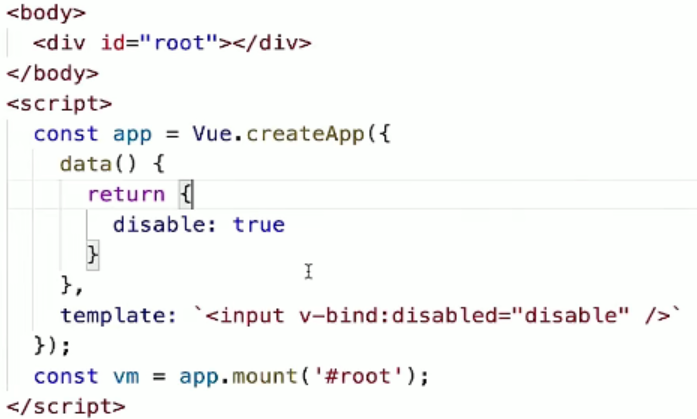 <body>
<div id="root"></div>
</body>
<script>
const app = Vue.createApp({
data() {
return {
disable: true
}
},
template: `<input v-bind:disabled="disable" />`
});
const vm = app.mount('#root');
</script>